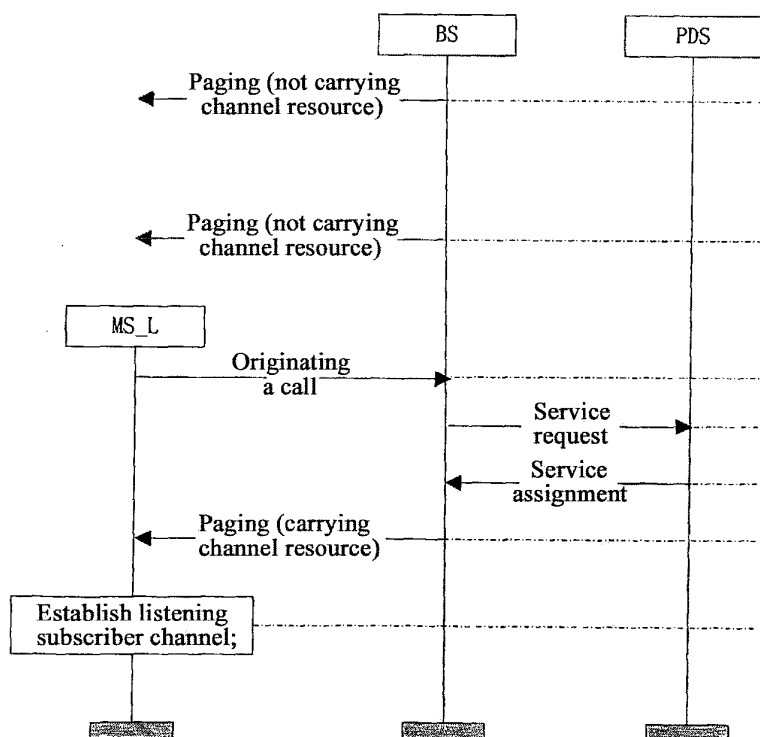 BS
PDS
Paging (not carrying
channel resource)
Paging (not carrying
channel resource)
MS_L
Originating
a call
Service
request
Service
assignment
Paging (carrying
channel resource)
Establish listening
subscriber channel;